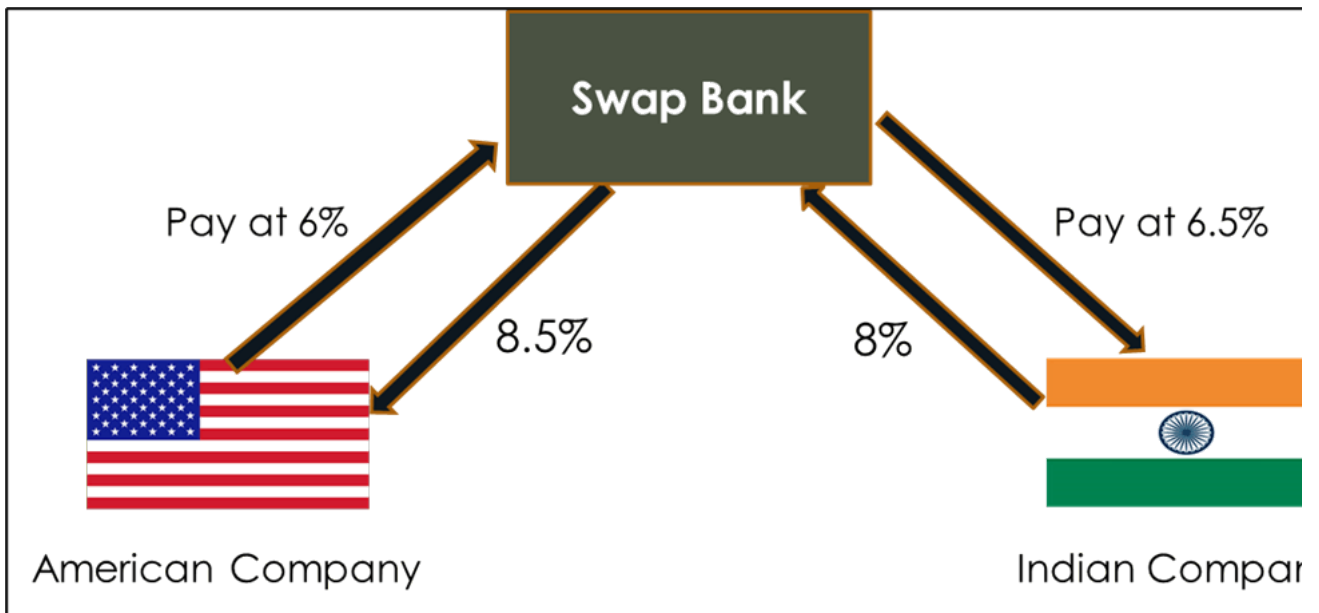 Swap Bank
Pay at 6%
Pay at 6.5%
8.5%
8%
American Company
Indian Compar